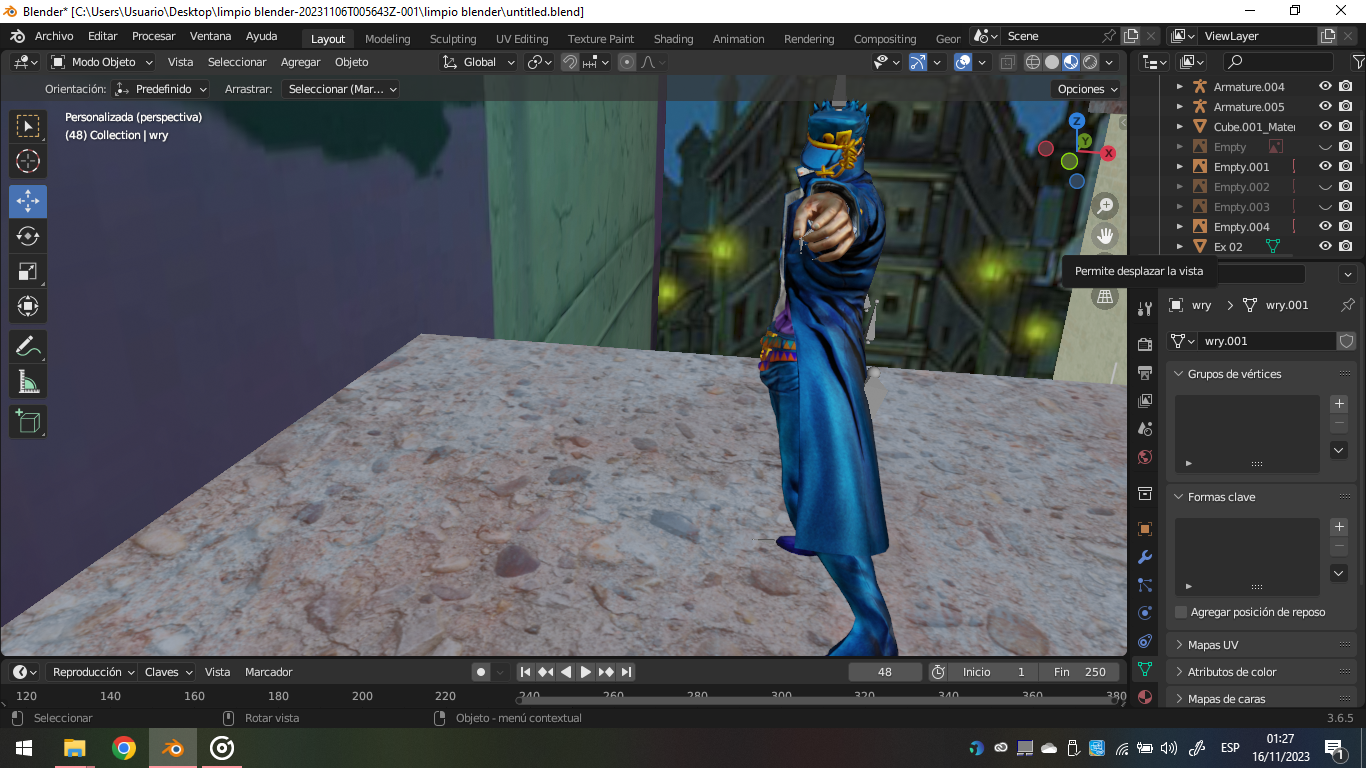 Blender* [C:\Users\Usuario\Desktop\limpio blender-20231106T005643Z-001\limpio blender\untitled.blend]
Archivo Editar Procesar Ventana Ayuda Layout Modeling Sculpting UV Editing Texture Paint Shading Animation Rendering Compositing Geor Scene ViewLayer
Modo Objeto Vista Seleccionar Agregar Objeto Global
Orientación: Predefinido Arrastrar: Seleccionar (Mar... Opciones
Personalizada (perspectiva)
(48) Collection | wry
Z
Y
X
Armature.004
Armature.005
Cube.001_Mater
Empty
Empty.001
Empty.002
Empty.003
Empty.004
Ex 02
Permite desplazar la vista
wry wry.001
wry.001
Grupos de vértices
Formas clave
Agregar posición de reposo
Mapas UV
Atributos de color
Mapas de caras
Reproducción Claves Vista Marcador 48 Inicio 1 Fin 250
120 140 160 180 200 220 240 260 280 300 320 340 360 380
Seleccionar Rotar vista Objeto - menú contextual 3.6.5
ESP
01:27
16/11/2023
1